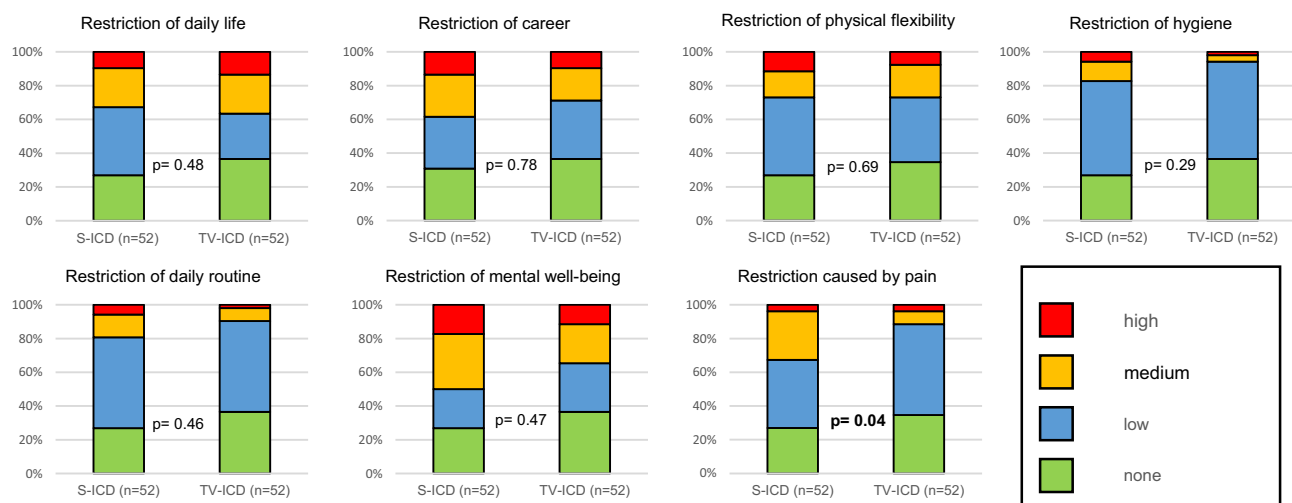 Restriction of daily life
Restriction of career
Restriction of physical flexibility
Restriction of hygiene
100%
80%
60%
40%
20%
0%
p= 0.48
S-ICD (n=52)
TV-ICD (n=52)
100%
80%
60%
40%
20%
0%
p= 0.78
S-ICD (n=52)
TV-ICD (n=52)
100%
80%
60%
40%
20%
0%
p= 0.69
S-ICD (n=52)
TV-ICD (n=52)
100%
80%
60%
40%
20%
0%
p= 0.29
S-ICD (n=52)
TV-ICD (n=52)
Restriction of daily routine
Restriction of mental well-being
Restriction caused by pain
100%
80%
60%
40%
20%
0%
p= 0.46
S-ICD (n=52)
TV-ICD (n=52)
100%
80%
60%
40%
20%
0%
p= 0.47
S-ICD (n=52)
TV-ICD (n=52)
100%
80%
60%
40%
20%
0%
p= 0.04
S-ICD (n=52)
TV-ICD (n=52)
high
medium
low
none